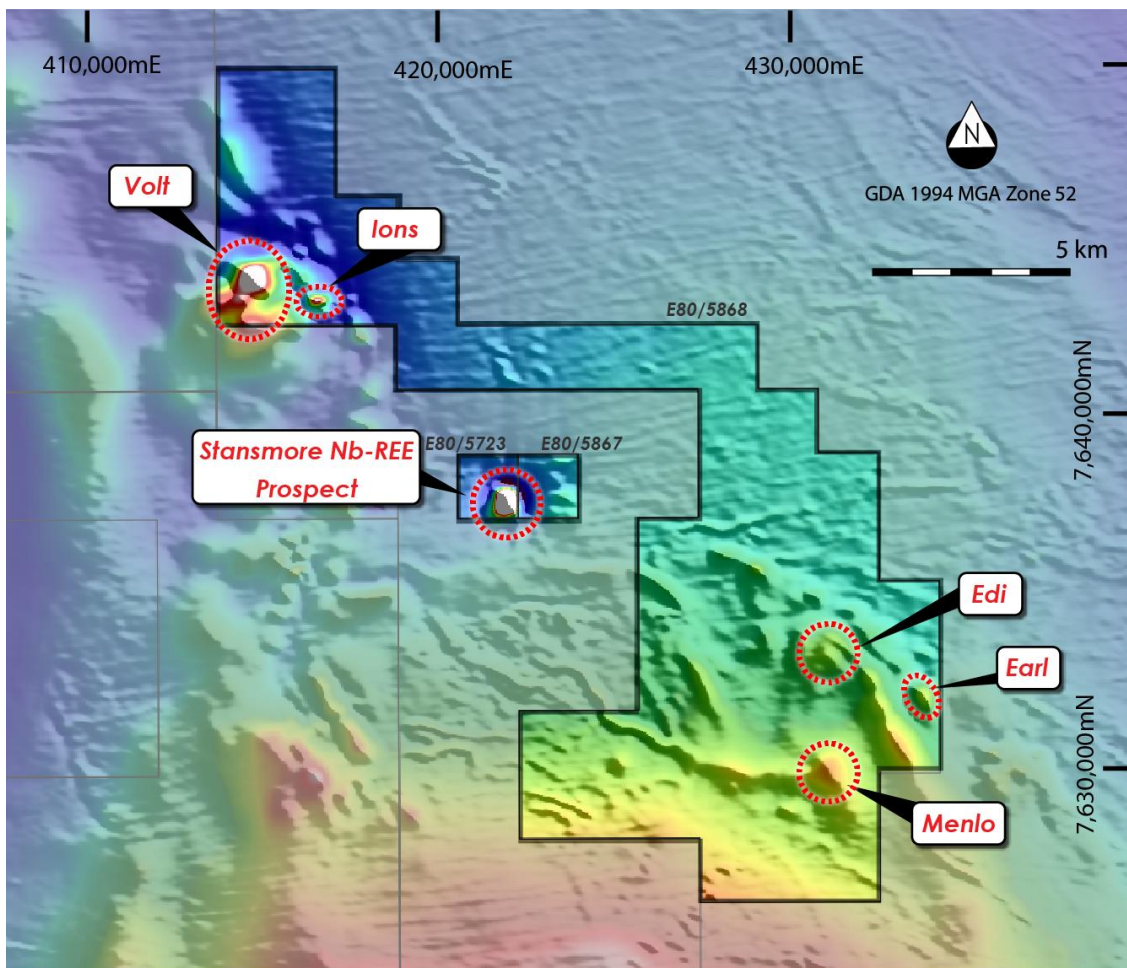 410,000mE
420,000mE
430,000mE
N
GDA 1994 MGA Zone 52
5 km
Volt
Ions
E80/5868
7,640,000mN
E80/5723
E80/5867
Stansmore Nb-REE
Prospect
Edi
Earl
7,630,000mN
Menlo